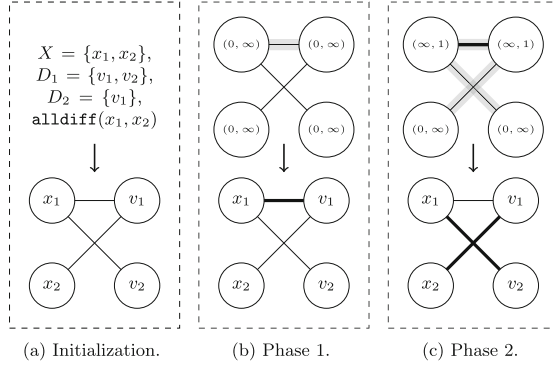 X = {x₁, x₂},
D₁ = {v₁, v₂},
D₂ = {v₁},
alldiff(x₁, x₂)
x₁ v₁
x₂ v₂
(a) Initialization.
(0, ∞) (0, ∞)
(0, ∞) (0, ∞)
x₁ v₁
x₂ v₂
(b) Phase 1.
(∞, 1) (∞, 1)
(0, ∞) (0, ∞)
x₁ v₁
x₂ v₂
(c) Phase 2.